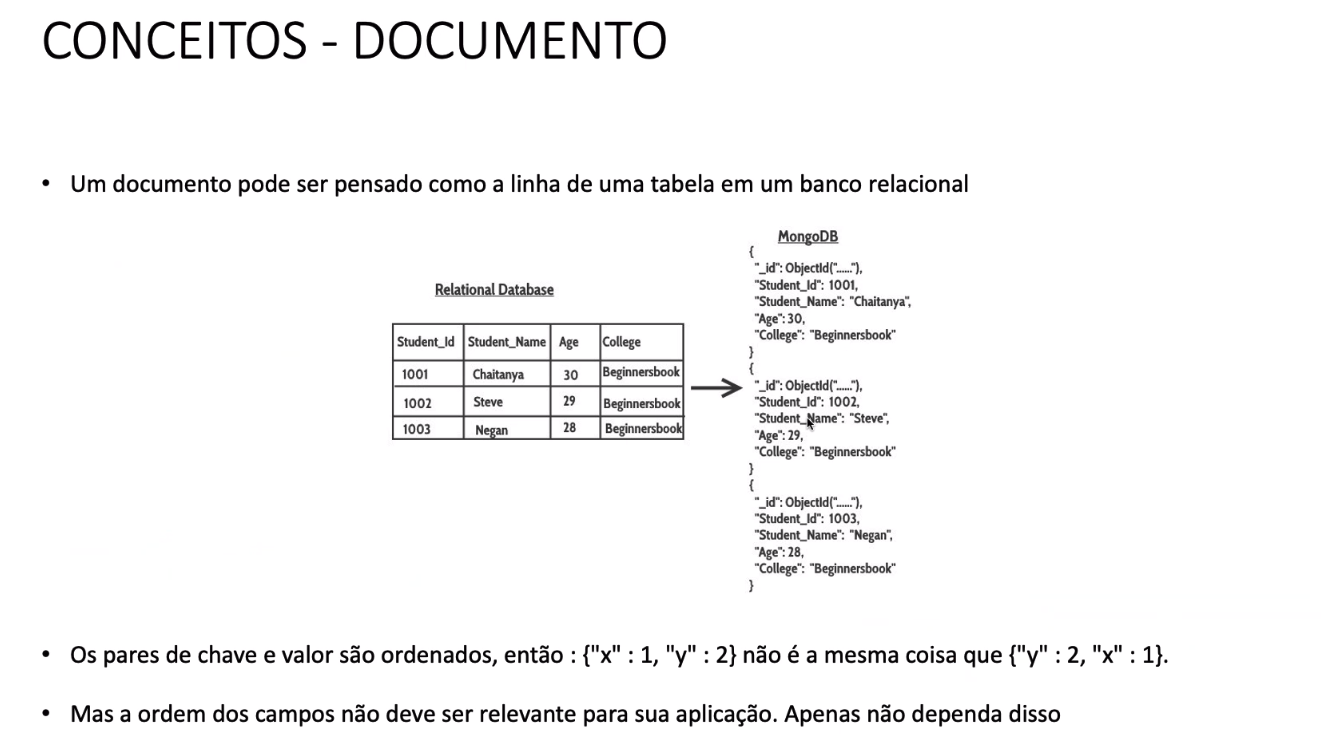 CONCEITOS - DOCUMENTO
• Um documento pode ser pensado como a linha de uma tabela em um banco relacional
Relational Database
Student_Id Student_Name Age College
1001 Chaitanya 30 Beginnersbook
1002 Steve 29 Beginnersbook
1003 Negan 28 Beginnersbook
MongoDB
{
"_id": ObjectId("......"),
"Student_Id": 1001,
"Student_Name": "Chaitanya",
"Age": 30,
"College": "Beginnersbook"
}
{
"_id": ObjectId("......"),
"Student_Id": 1002,
"Student_Name": "Steve",
"Age": 29,
"College": "Beginnersbook"
}
{
"_id": ObjectId("......"),
"Student_Id": 1003,
"Student_Name": "Negan",
"Age": 28,
"College": "Beginnersbook"
}
• Os pares de chave e valor são ordenados, então : {"x" : 1, "y" : 2} não é a mesma coisa que {"y" : 2, "x" : 1}.
• Mas a ordem dos campos não deve ser relevante para sua aplicação. Apenas não dependa disso